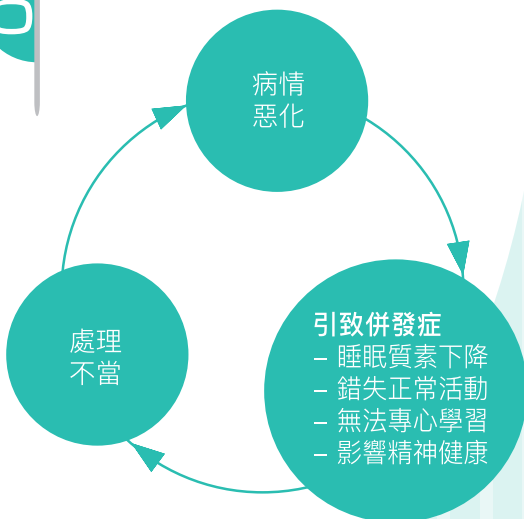 病情
惡化
引致併發症
– 睡眠質素下降
– 錯失正常活動
– 無法專心學習
– 影響精神健康
處理
不當